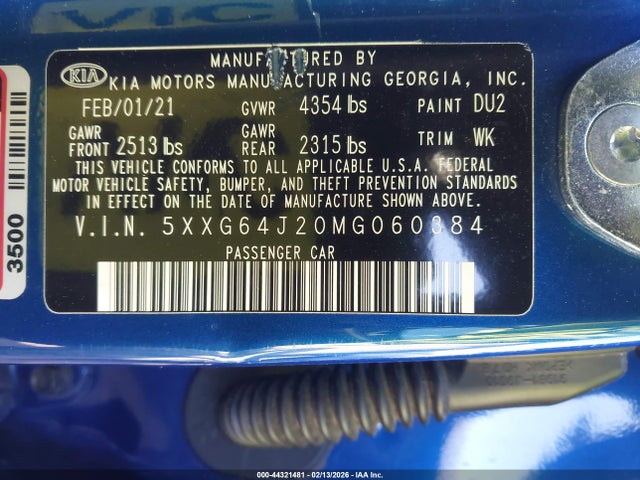 MANUFACTURED BY
KIA KIA MOTORS MANUFACTURING GEORGIA, INC.
FEB/01/21 GVWR 4354 lbs PAINT DU2
GAWR FRONT 2513 lbs GAWR REAR 2315 lbs TRIM WK
THIS VEHICLE CONFORMS TO ALL APPLICABLE U.S.A. FEDERAL
MOTOR VEHICLE SAFETY, BUMPER, AND THEFT PREVENTION STANDARDS
IN EFFECT ON THE DATE OF MANUFACTURE SHOWN ABOVE.
V.I.N. 5XXG64J20MG060384
PASSENGER CAR
3500
000-44321481 - 02/13/2026 - IAA Inc.